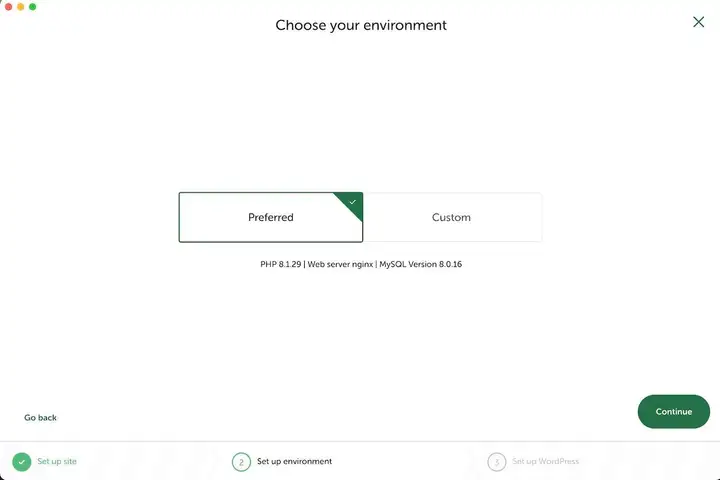 Choose your environment
Preferred
Custom
PHP 8.1.29 | Web server nginx | MySQL Version 8.0.16
Go back
Continue
Set up site
2 Set up environment
3 Set up WordPress